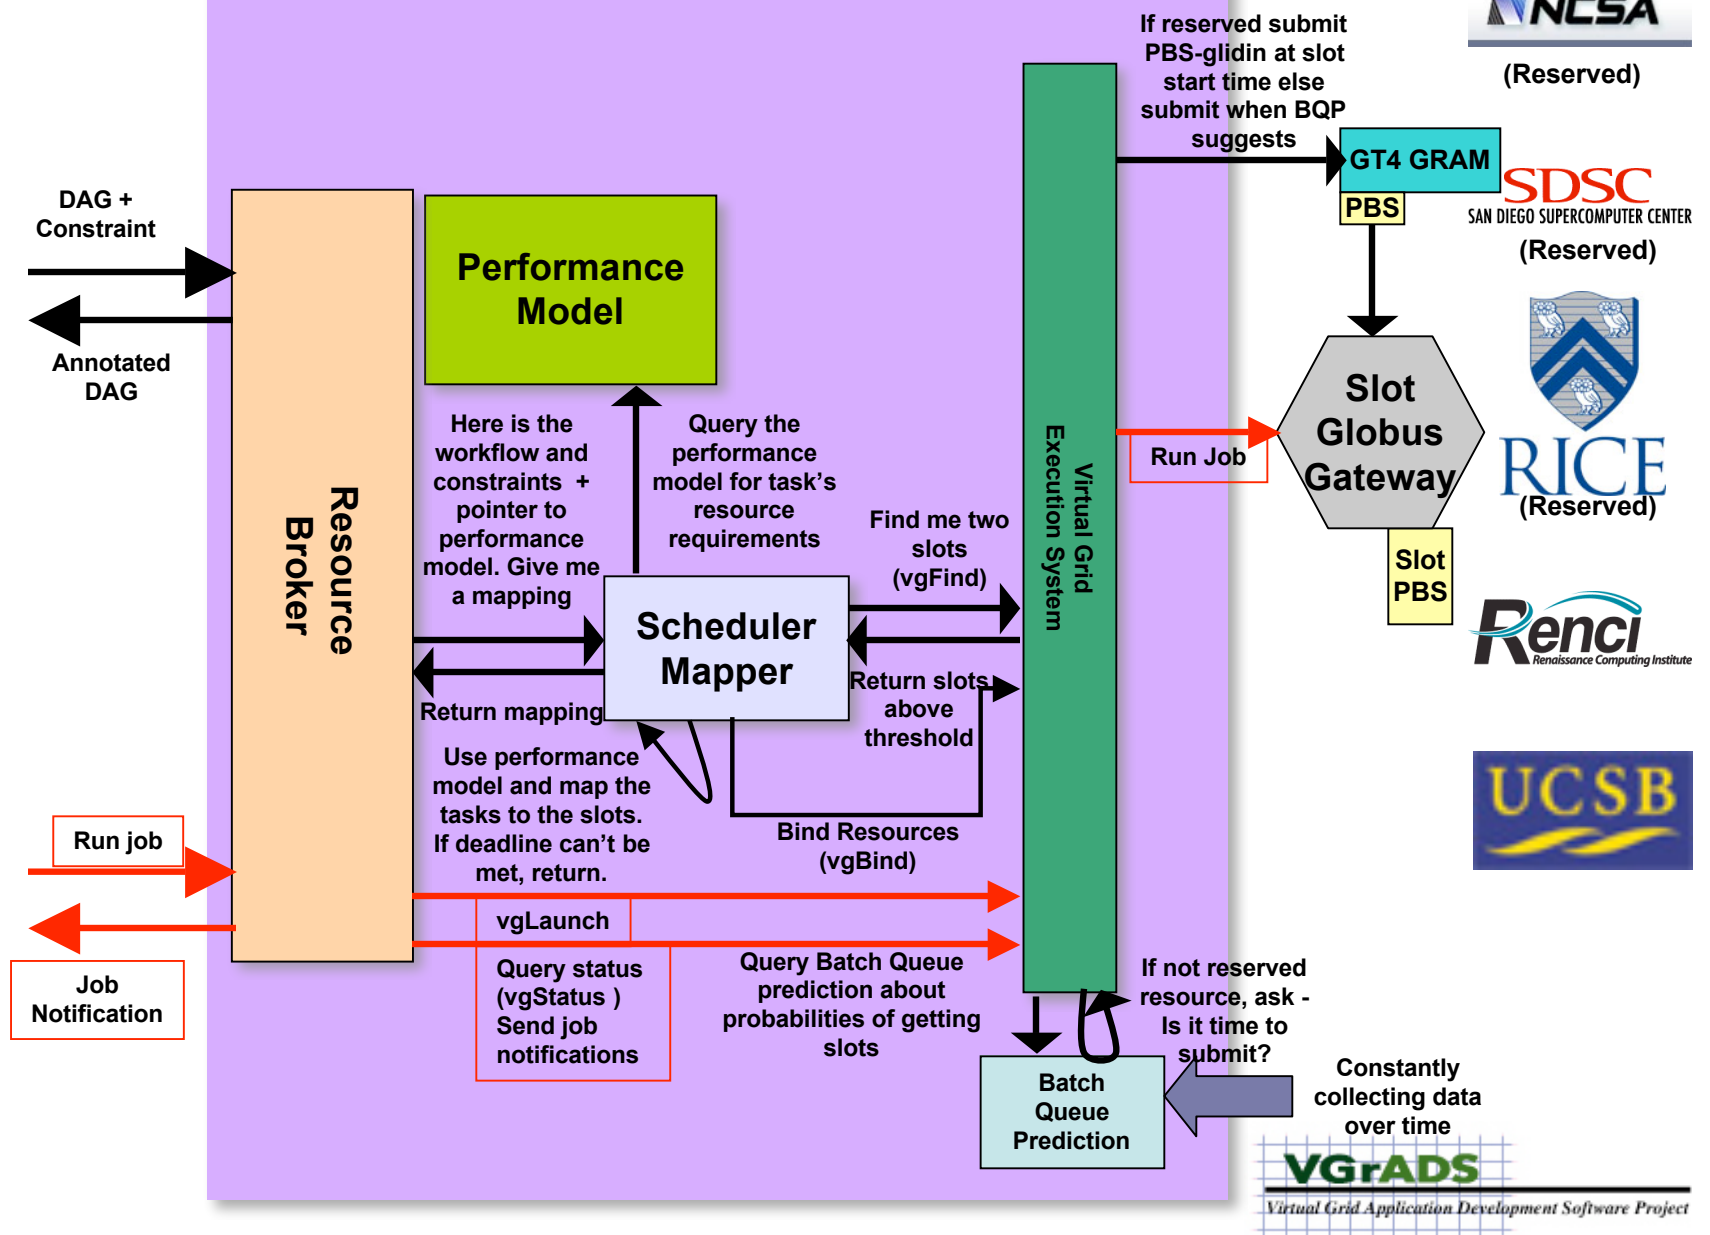 NCSA
(Reserved)
If reserved submit
PBS-glidin at slot
start time else
submit when BQP
suggests
GT4 GRAM
PBS
SDSC
SAN DIEGO SUPERCOMPUTER CENTER
(Reserved)
DAG +
Constraint
Annotated
DAG
Performance
Model
Here is the
workflow and
constraints +
pointer to
performance
model. Give me
a mapping
Query the
performance
model for task's
resource
requirements
Resource
Broker
Find me two
slots
(vgFind)
Virtual Grid
Execution System
Run Job
Slot
Globus
Gateway
RICE
(Reserved)
Slot
PBS
Renci
Renaissance Computing Institute
Scheduler
Mapper
Return mapping
Return slots
above
threshold
Use performance
model and map the
tasks to the slots.
If deadline can't be
met, return.
Bind Resources
(vgBind)
UCSB
Run job
vgLaunch
Job
Notification
Query status
(vgStatus )
Send job
notifications
Query Batch Queue
prediction about
probabilities of getting
slots
If not reserved
resource, ask -
Is it time to
submit?
Batch
Queue
Prediction
Constantly
collecting data
over time
VGrADS
Virtual Grid Application Development Software Project